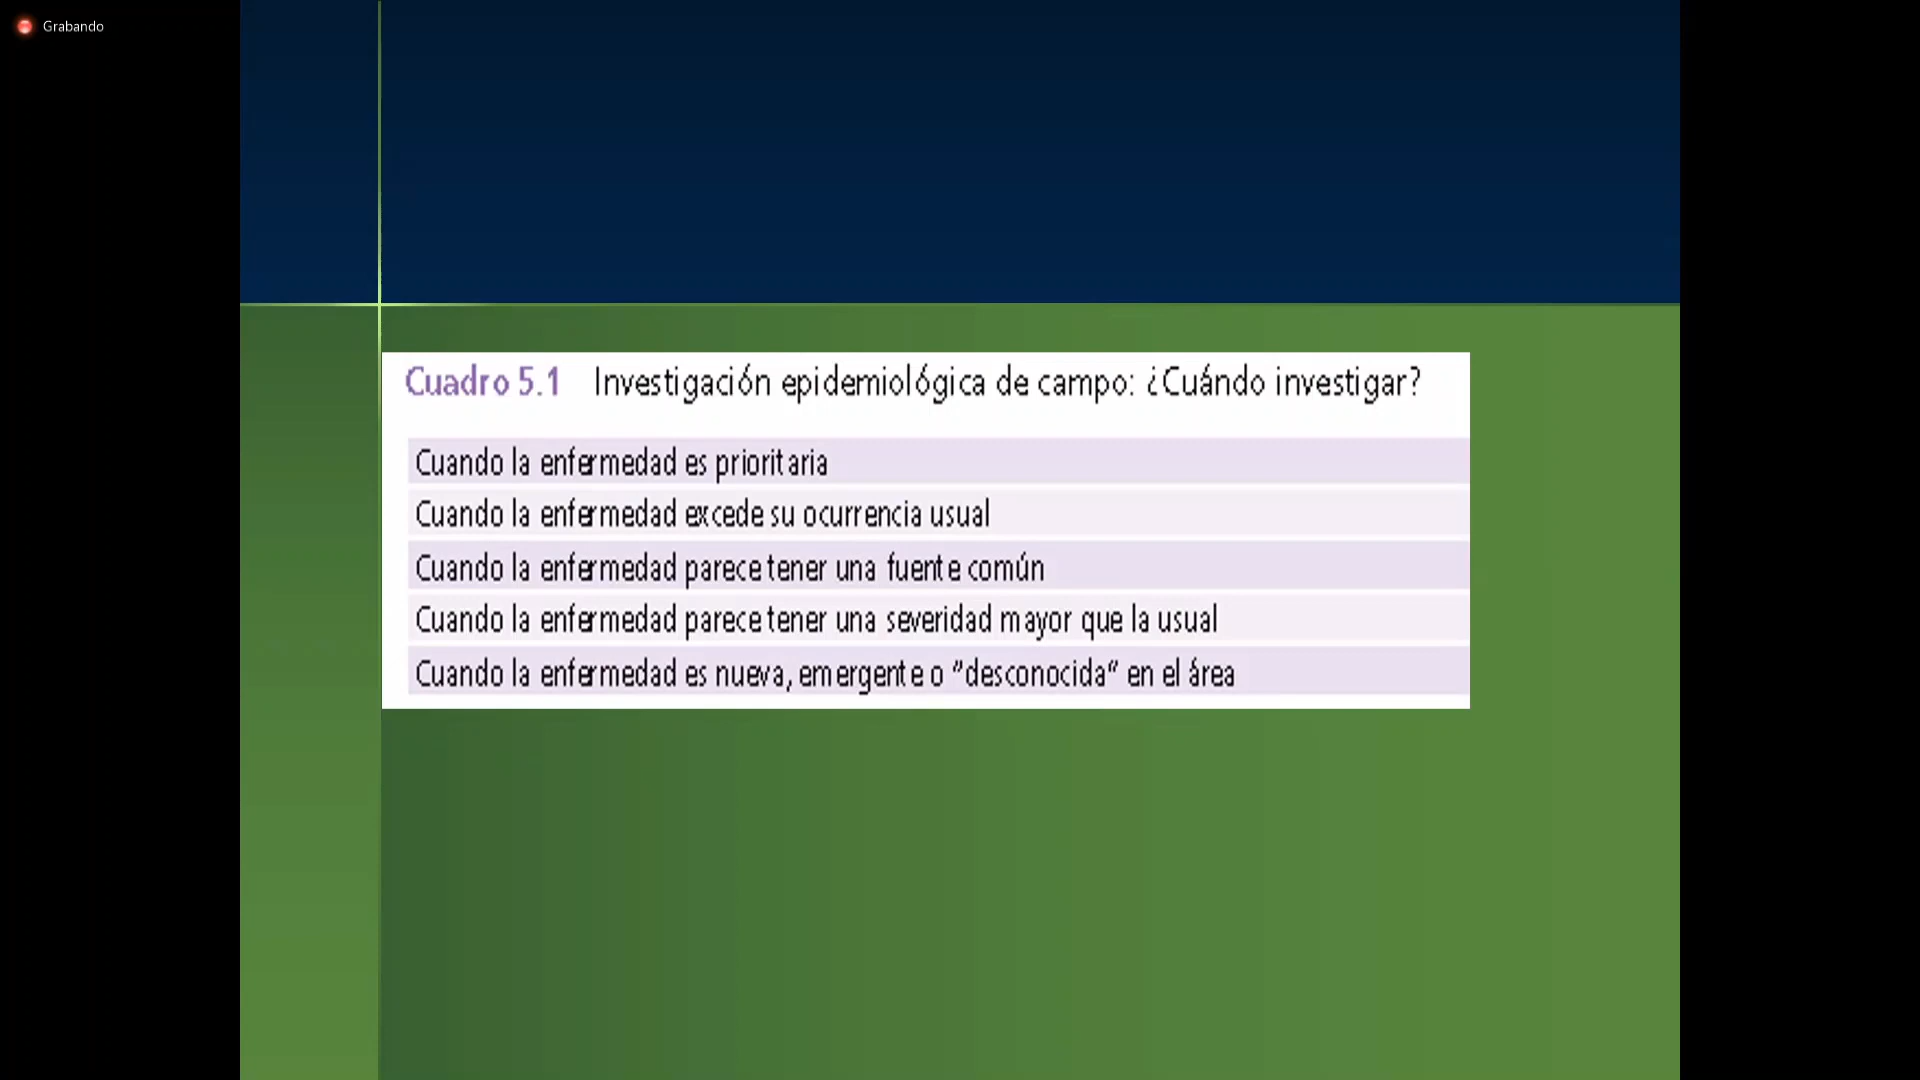 Grabando
Cuadro 5.1 Investigación epidemiológica de campo: ¿Cuándo investigar?
Cuando la enfermedad es prioritaria
Cuando la enfermedad excede su ocurrencia usual
Cuando la enfermedad parece tener una fuente común
Cuando la enfermedad parece tener una severidad mayor que la usual
Cuando la enfermedad es nueva, emergente o “desconocida” en el área